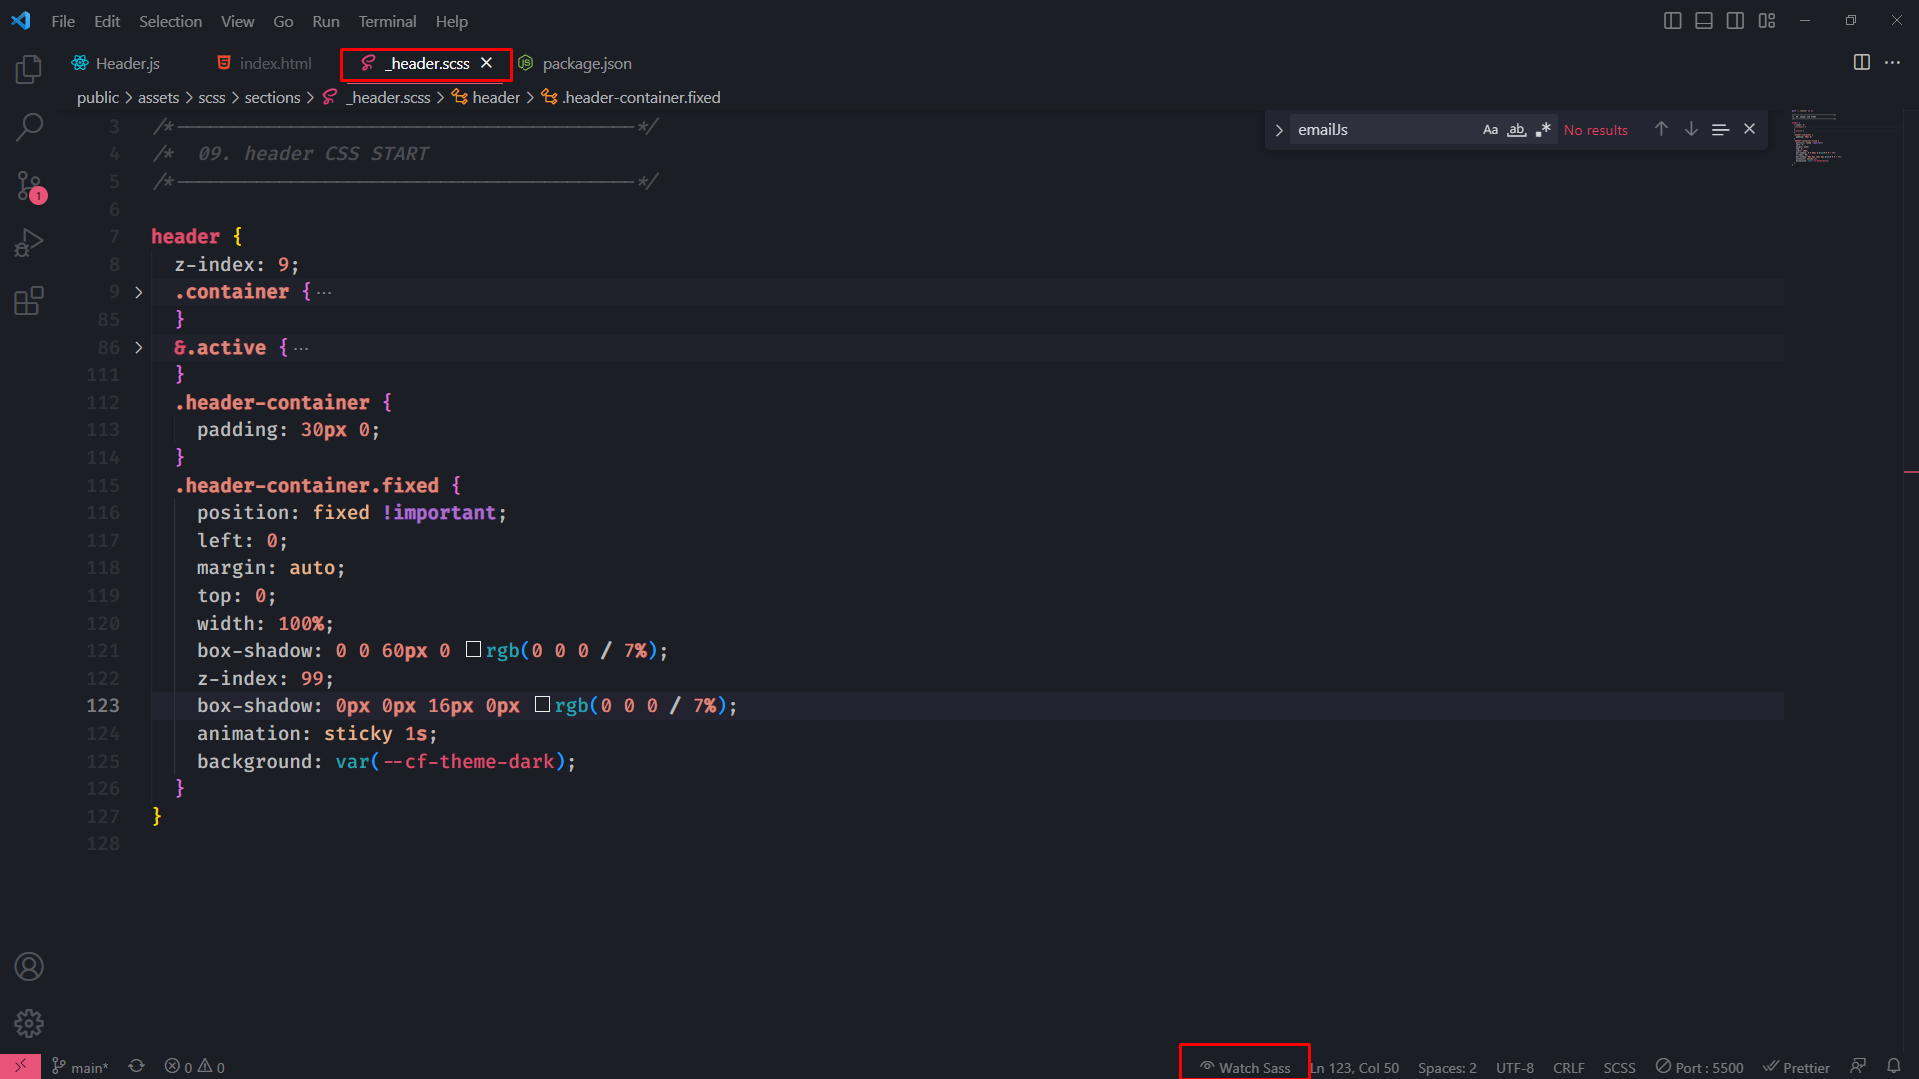 File Edit Selection View Go Run Terminal Help
Header.js index.html _header.scss package.json
public > assets > scss > sections > _header.scss > header > .header-container.fixed
emailJs Aa ab .* No results
3 /*----------------------------------------*/
4 /*  09. header CSS START
5 /*----------------------------------------*/
6
7 header {
8 z-index: 9;
9 .container { ...
85 }
86 &.active { ...
111 }
112 .header-container {
113 padding: 30px 0;
114 }
115 .header-container.fixed {
116 position: fixed !important;
117 left: 0;
118 margin: auto;
119 top: 0;
120 width: 100%;
121 box-shadow: 0 0 60px 0 rgb(0 0 0 / 7%);
122 z-index: 99;
123 box-shadow: 0px 0px 16px 0px rgb(0 0 0 / 7%);
124 animation: sticky 1s;
125 background: var(--cf-theme-dark);
126 }
127 }
128
1
main* 0 0 Watch Sass Ln 123, Col 50 Spaces: 2 UTF-8 CRLF SCSS Port : 5500 Prettier